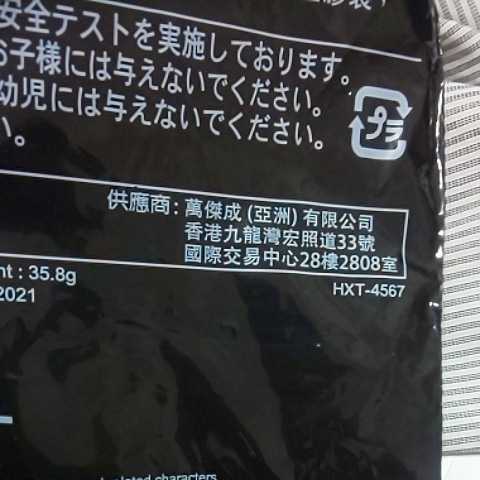 安全テストを実施しております。
お子様には与えないでください。
幼児には与えないでください。
い。
プラ
供應商: 萬傑成 (亞洲) 有限公司
香港九龍灣宏照道33號
國際交易中心28樓2808室
nt : 35.8g
HXT-4567
2021
characters